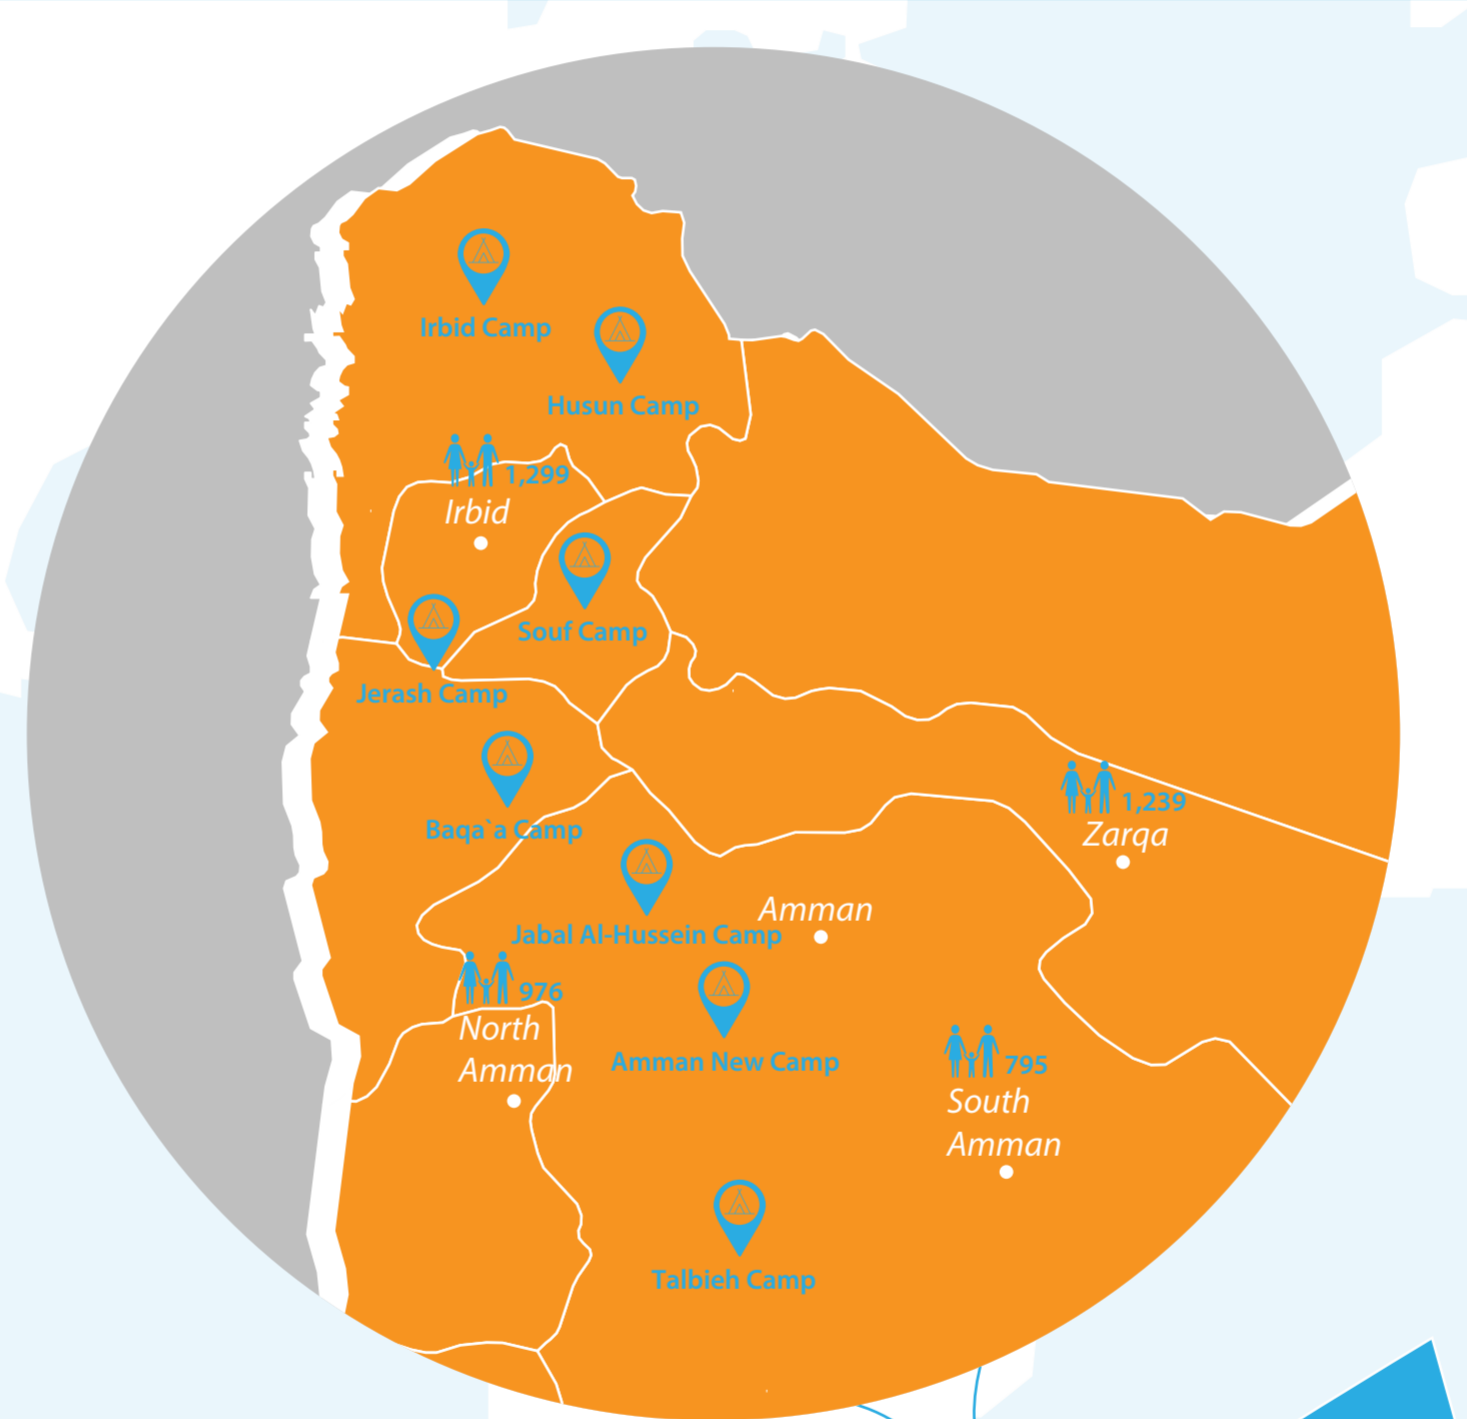 Irbid Camp
Husun Camp
1,299
Irbid
Souf Camp
Jerash Camp
Baqa`a Camp
1,239
Zarqa
Amman
Jabal Al-Hussein Camp
976
North
Amman
Amman New Camp
795
South
Amman
Talbieh Camp